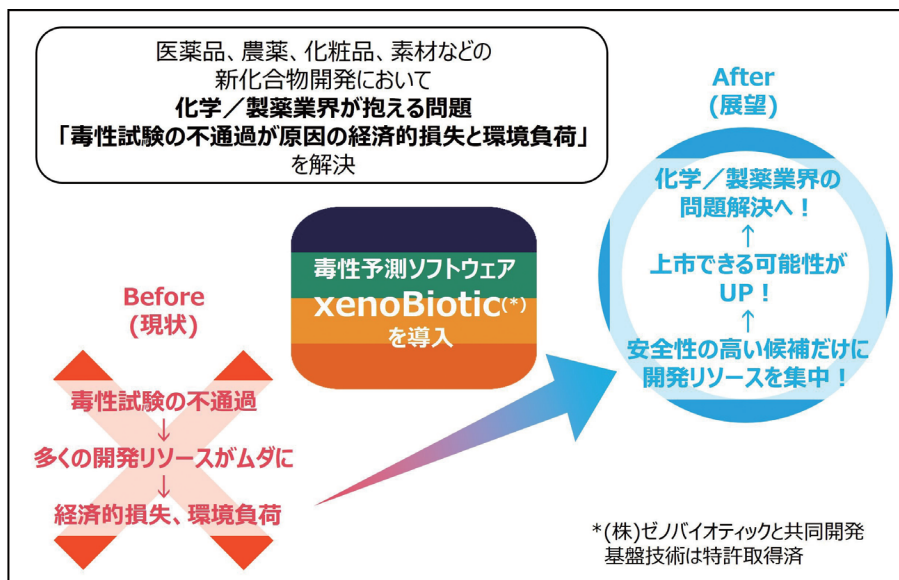 医薬品、農薬、化粧品、素材などの
新化合物開発において
化学／製薬業界が抱える問題
「毒性試験の不通過が原因の経済的損失と環境負荷」
を解決
毒性予測ソフトウェア
xenoBiotic(*)
を導入
Before
(現状)
毒性試験の不通過
↓
多くの開発リソースがムダに
↓
経済的損失、環境負荷
After
(展望)
化学／製薬業界の
問題解決へ！
↑
上市できる可能性が
UP！
↑
安全性の高い候補だけに
開発リソースを集中！
*(株)ゼノバイオティックと共同開発
基盤技術は特許取得済